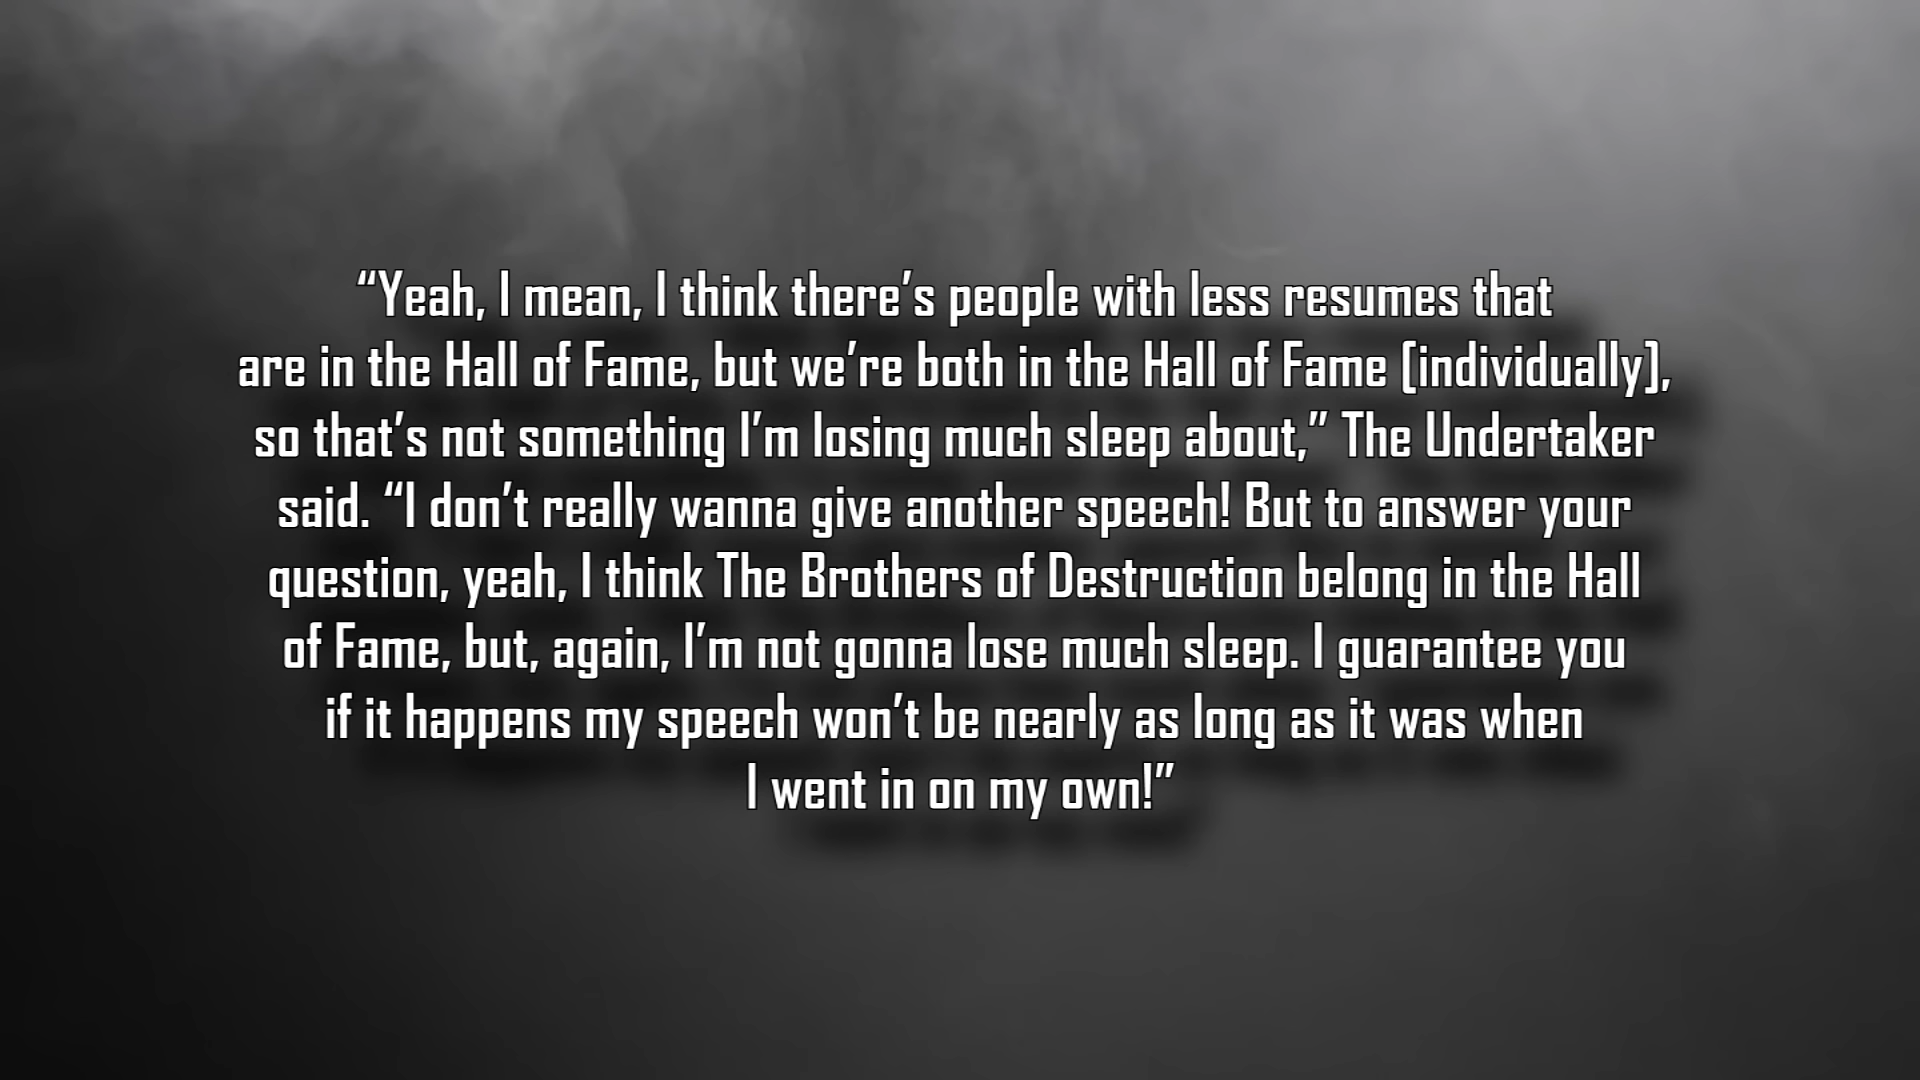 “Yeah, I mean, I think there’s people with less resumes that
are in the Hall of Fame, but we’re both in the Hall of Fame [individually],
so that’s not something I’m losing much sleep about,” The Undertaker
said. “I don’t really wanna give another speech! But to answer your
question, yeah, I think The Brothers of Destruction belong in the Hall
of Fame, but, again, I’m not gonna lose much sleep. I guarantee you
if it happens my speech won’t be nearly as long as it was when
I went in on my own!”